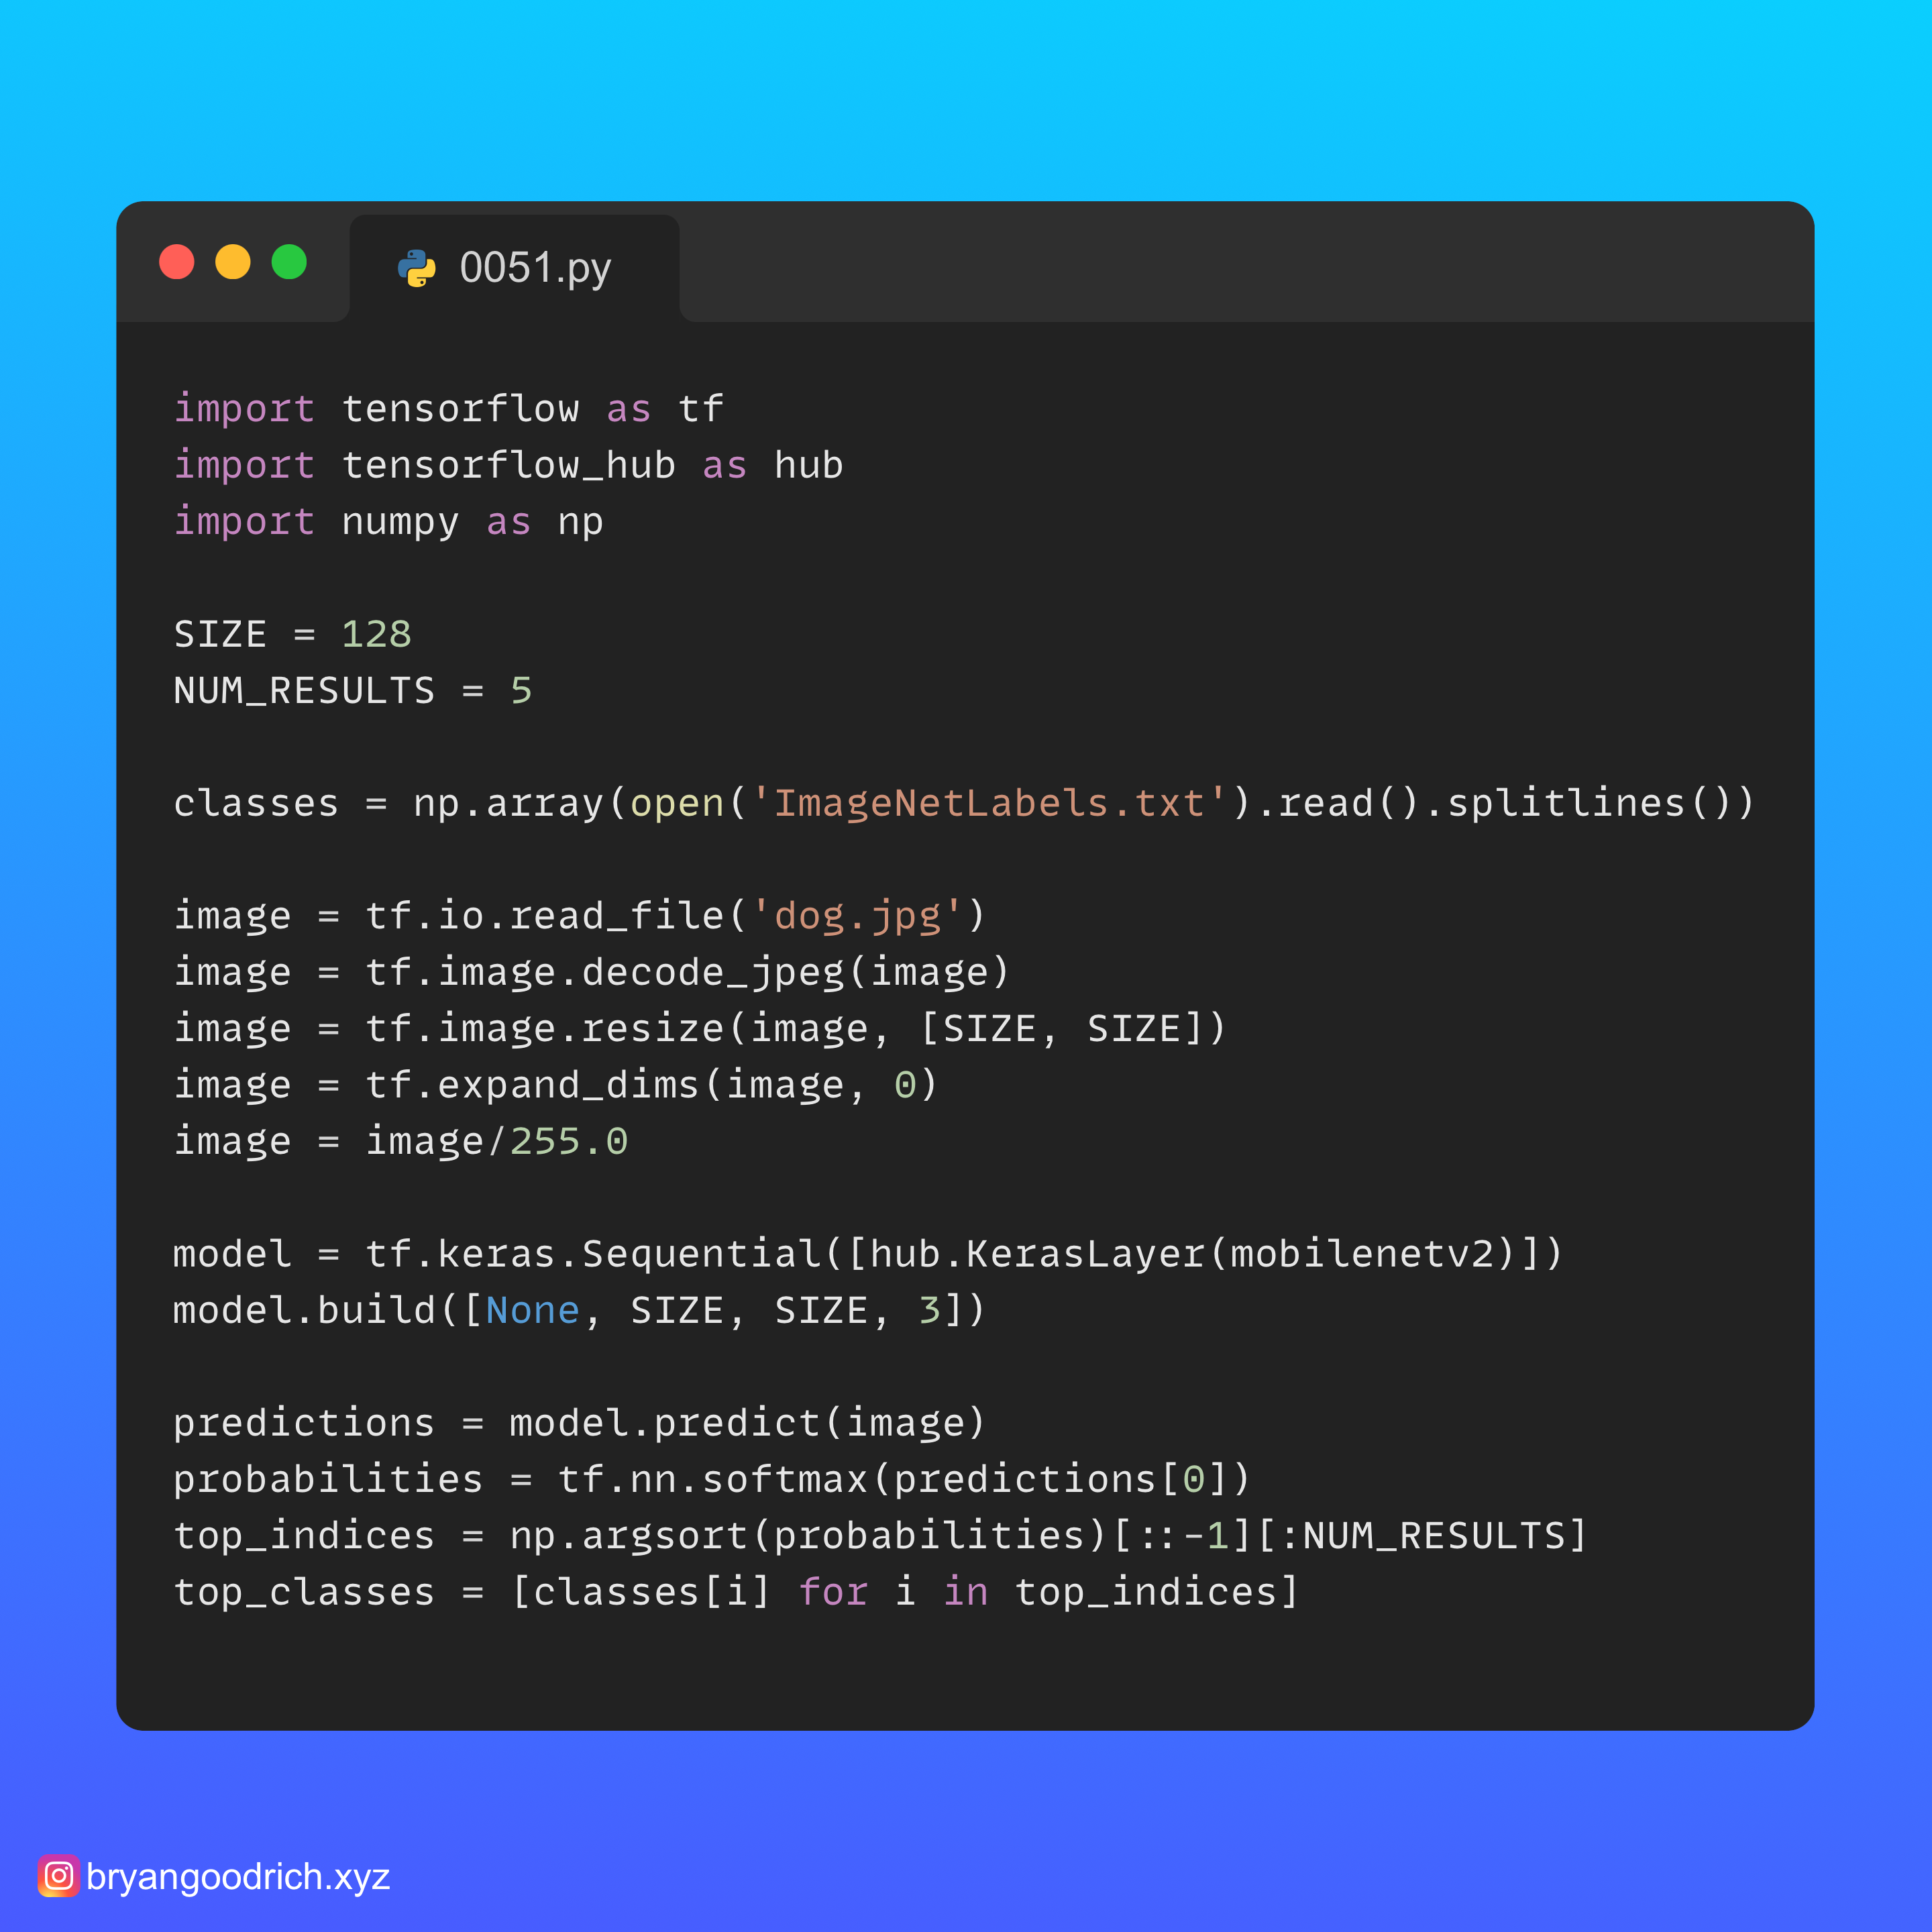 0051.py
import tensorflow as tf
import tensorflow_hub as hub
import numpy as np
SIZE = 128
NUM_RESULTS = 5
classes = np.array(open('ImageNetLabels.txt').read().splitlines())
image = tf.io.read_file('dog.jpg')
image = tf.image.decode_jpeg(image)
image = tf.image.resize(image, [SIZE, SIZE])
image = tf.expand_dims(image, 0)
image = image/255.0
model = tf.keras.Sequential([hub.KerasLayer(mobilenetv2)])
model.build([None, SIZE, SIZE, 3])
predictions = model.predict(image)
probabilities = tf.nn.softmax(predictions[0])
top_indices = np.argsort(probabilities)[::-1][:NUM_RESULTS]
top_classes = [classes[i] for i in top_indices]
bryangoodrich.xyz